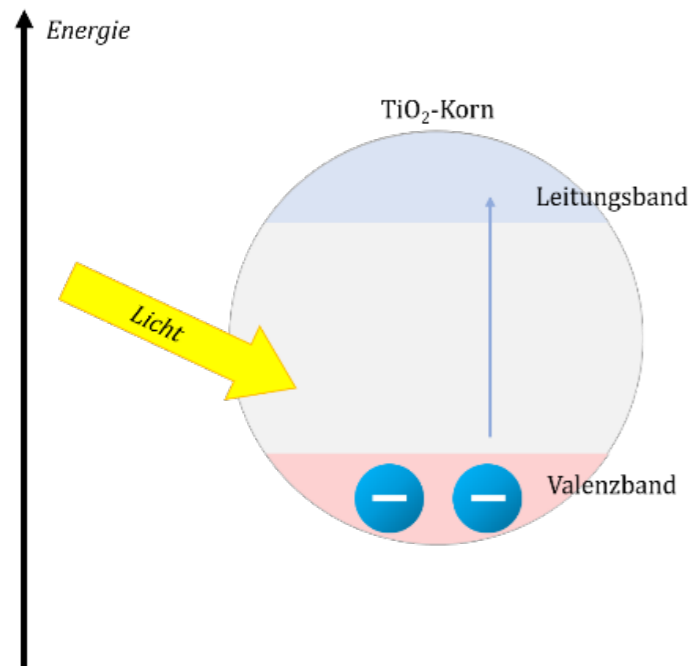 Energie
TiO₂-Korn
Leitungsband
Licht
Valenzband